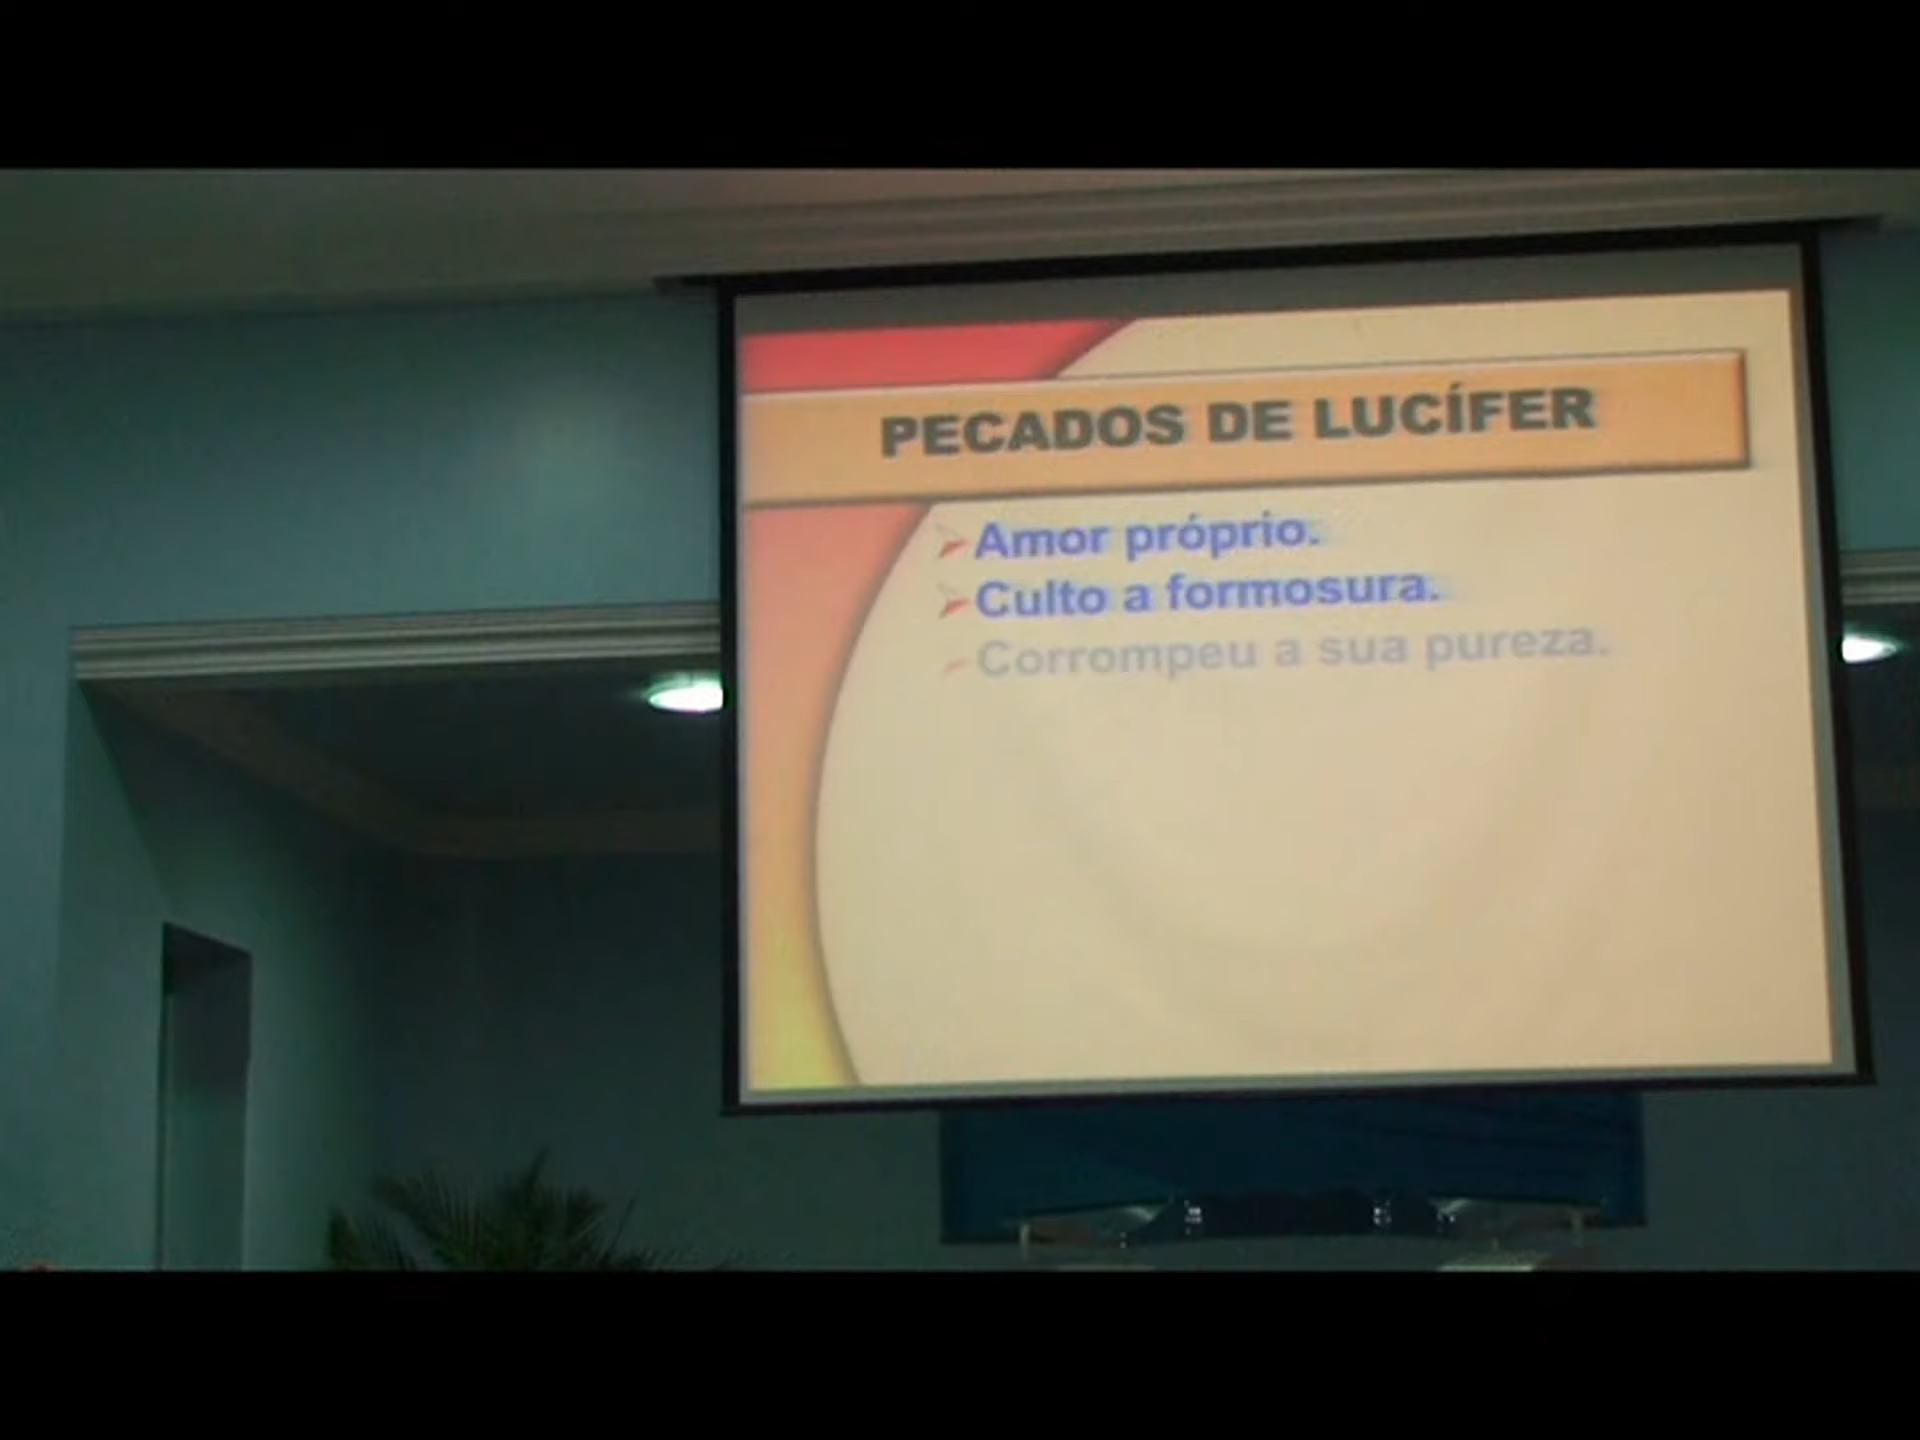 PECADOS DE LUCÍFER
Amor próprio.
Culto a formosura.
Corrompeu a sua pureza.